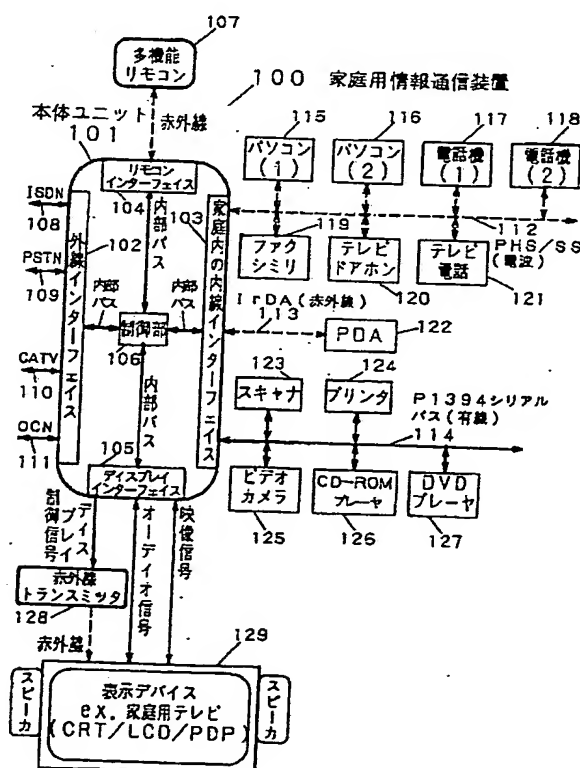 107
多機能
リモコン
100 家庭用情報通信装置
本体ユニット
101
赤外線
115
116
117
118
パソコン
(1)
パソコン
(2)
電話機
(1)
電話機
(2)
リモコン
インターフェイス
104
ISDN
108
PSTN
109
CATV
110
OCN
111
外線インターフェイス
102
内部バス
103
家庭内の内線インターフェイス
内部
バス
内部バス
制御部
106
内部バス
119
ファク
シミリ
テレビ
ドアホン
120
テレビ
電話
121
112
PHS/SS
(電波)
IrDA(赤外線)
113
PDA
122
123
スキャナ
124
プリンタ
P1394シリアル
バス(有線)
114
ビデオ
カメラ
125
CD-ROM
プレーヤ
126
DVD
プレーヤ
127
105
ディスプレイ
インターフェイス
ディスプレイ
制御信号
オーディオ信号
映像信号
赤外線
トランスミッタ
128
赤外線
129
スピーカ
表示デバイス
ex. 家庭用テレビ
(CRT/LCD/PDP)
スピーカ